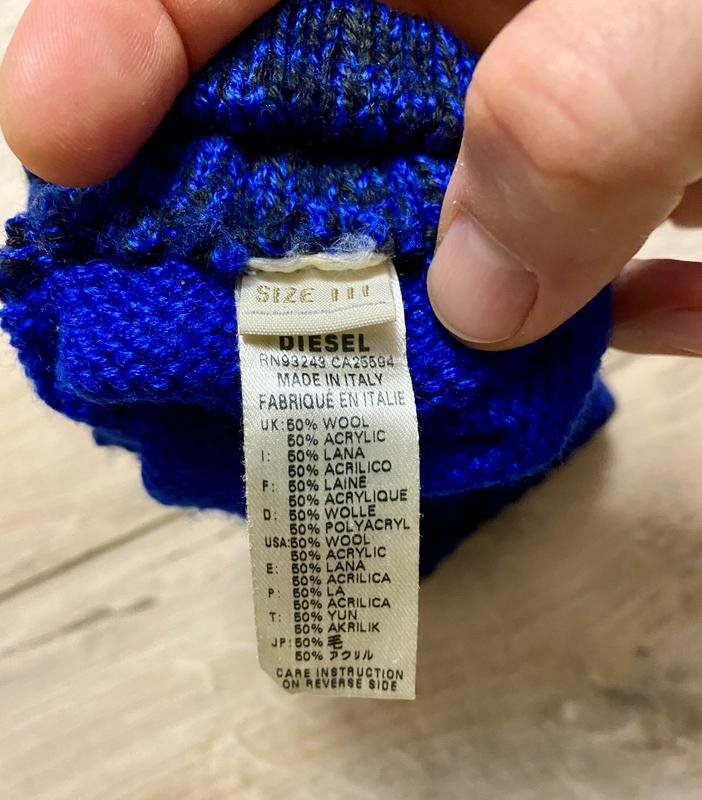 SIZE III
DIESEL
RN93243 CA25594
MADE IN ITALY
FABRIQUÉ EN ITALIE
UK: 50% WOOL
50% ACRYLIC
I: 50% LANA
50% ACRILICO
F: 50% LAINE
50% ACRYLIQUE
D: 50% WOLLE
50% POLYACRYL
USA: 50% WOOL
50% ACRYLIC
E: 50% LANA
50% ACRILICA
P: 50% LA
50% ACRILICA
T: 50% YUN
50% AKRILIK
JP: 50% 毛
50% アクリル
CARE INSTRUCTION
ON REVERSE SIDE